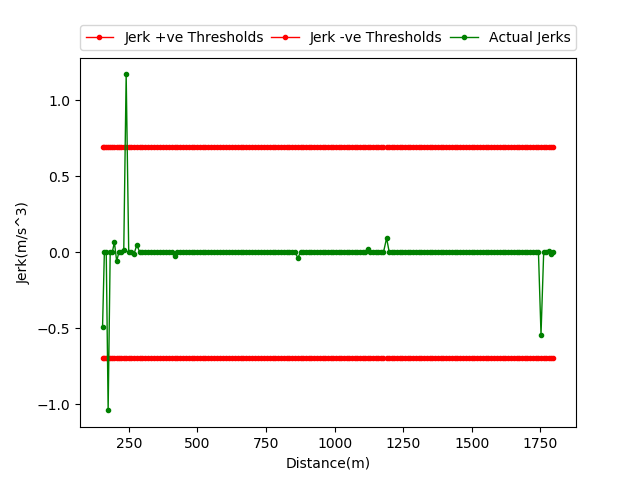 Jerk +ve Thresholds Jerk -ve Thresholds Actual Jerks
1.0
0.5
0.0
−0.5
−1.0
Jerk(m/s^3)
250 500 750 1000 1250 1500 1750
Distance(m)